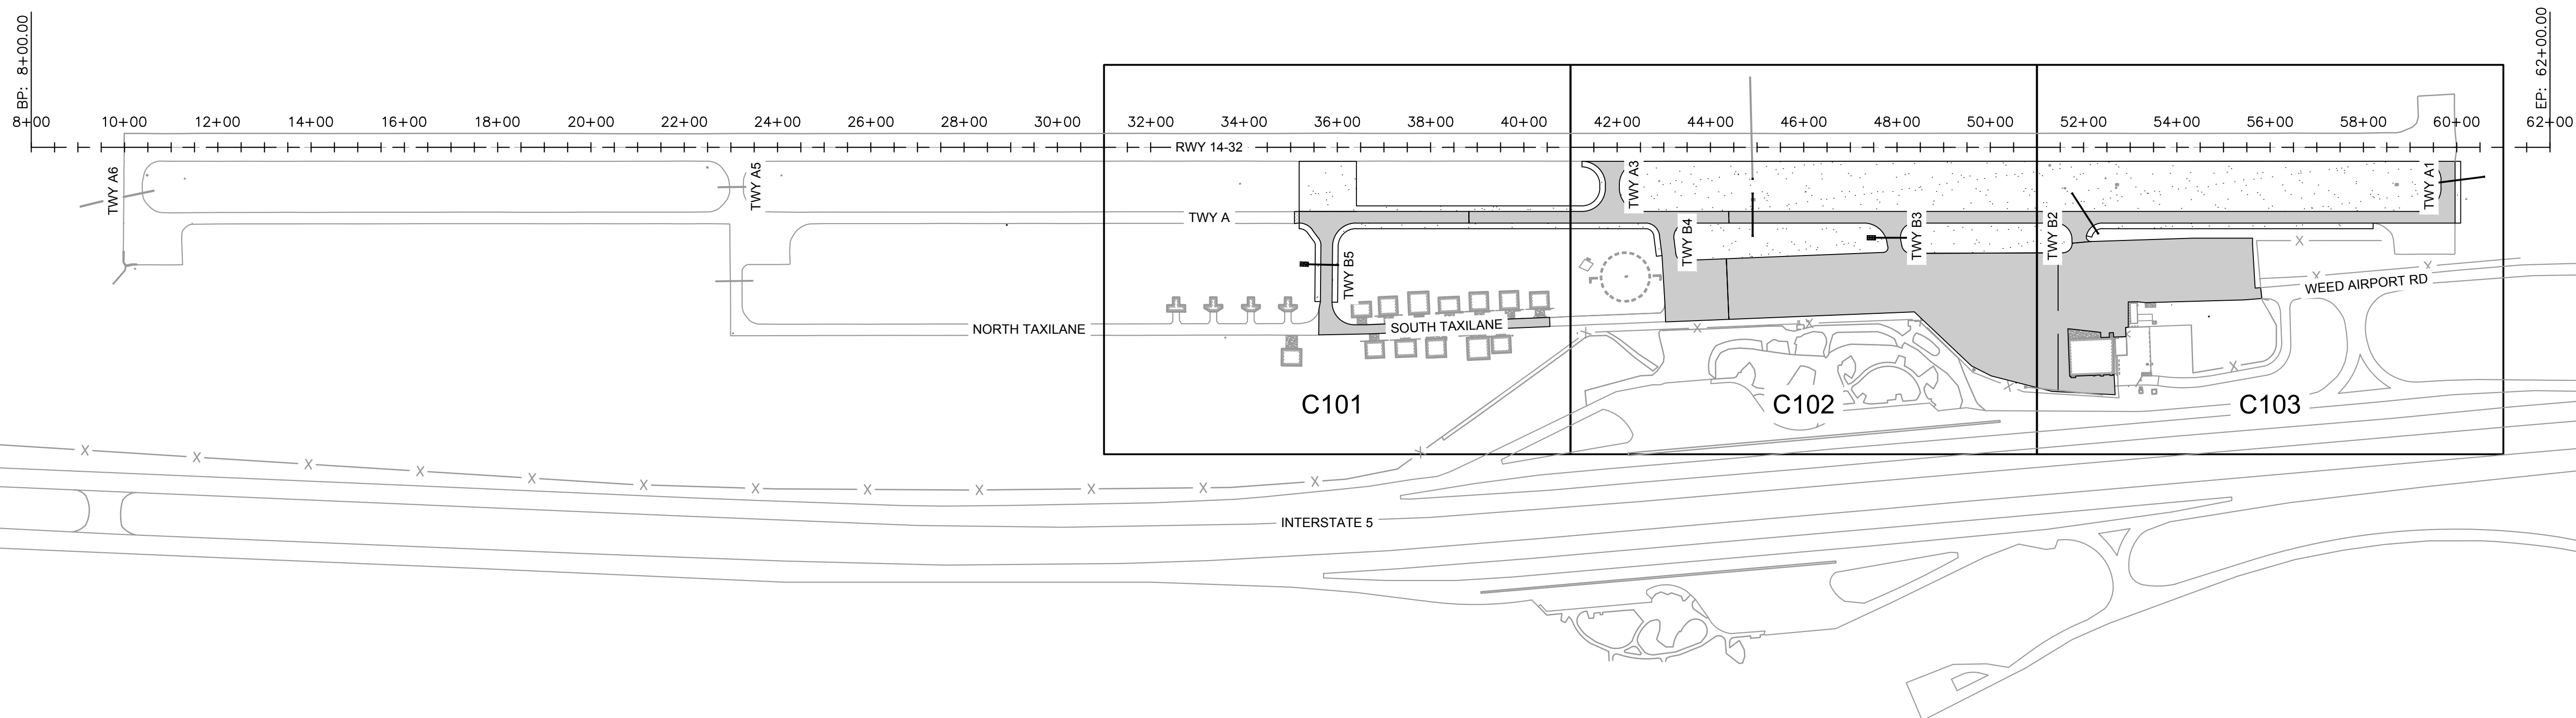 BP: 8+00.00
EP: 62+00.00
8+00 10+00 12+00 14+00 16+00 18+00 20+00 22+00 24+00 26+00 28+00 30+00 32+00 34+00 36+00 38+00 40+00 42+00 44+00 46+00 48+00 50+00 52+00 54+00 56+00 58+00 60+00 62+00
RWY 14-32
TWY A6
TWY A5
TWY A3
TWY A1
TWY A
TWY B4
TWY B3
TWY B2
TWY B5
WEED AIRPORT RD
NORTH TAXILANE
SOUTH TAXILANE
C101
C102
C103
INTERSTATE 5